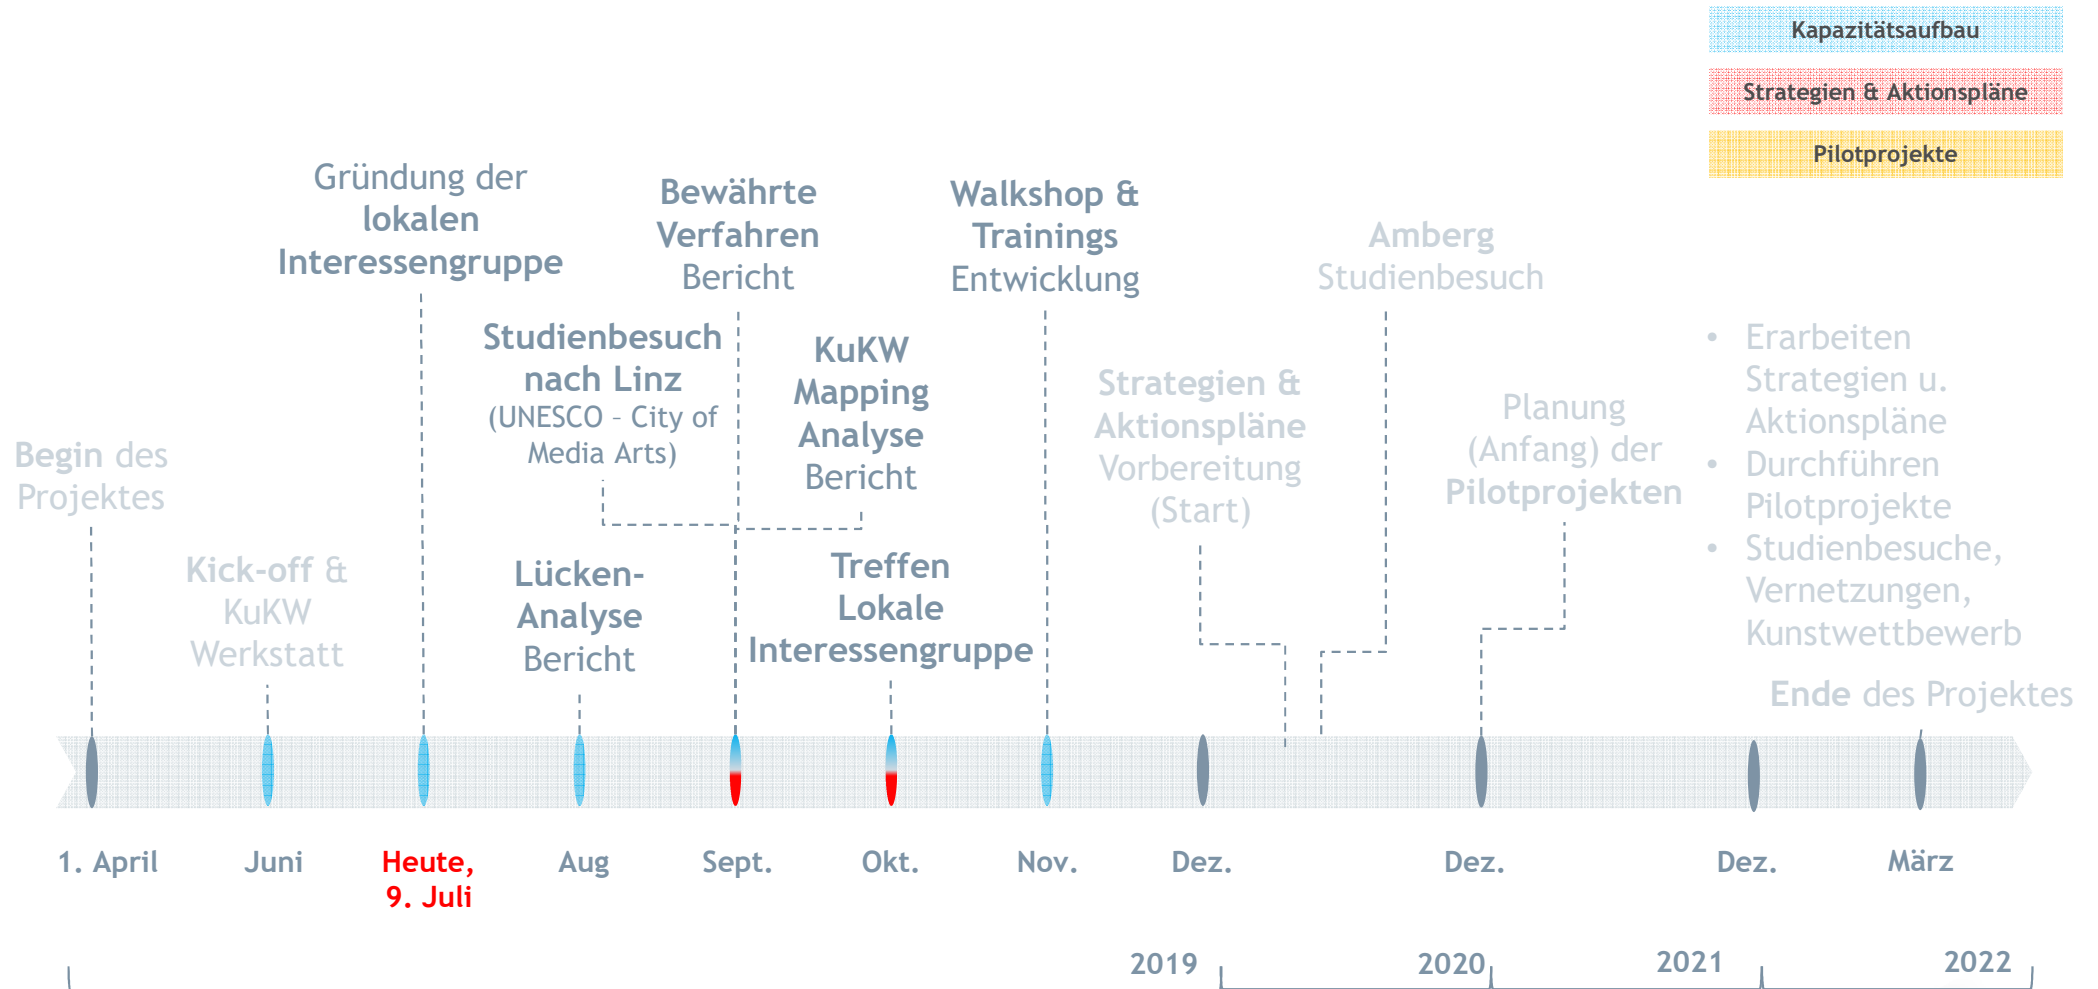 Kapazitätsaufbau
Strategien & Aktionspläne
Pilotprojekte
Gründung der
lokalen
Interessengruppe
Bewährte
Verfahren
Bericht
Walkshop &
Trainings
Entwicklung
Amberg
Studienbesuch
Studienbesuch
nach Linz
(UNESCO – City of
Media Arts)
KuKW
Mapping
Analyse
Bericht
Strategien &
Aktionspläne
Vorbereitung
(Start)
Planung
(Anfang) der
Pilotprojekten
• Erarbeiten
Strategien u.
Aktionspläne
• Durchführen
Pilotprojekte
• Studienbesuche,
Vernetzungen,
Kunstwettbewerb
Begin des
Projektes
Kick-off &
KuKW
Werkstatt
Lücken-
Analyse
Bericht
Treffen
Lokale
Interessengruppe
Ende des Projektes
1. April
Juni
Heute,
9. Juli
Aug
Sept.
Okt.
Nov.
Dez.
Dez.
Dez.
März
2019
2020
2021
2022